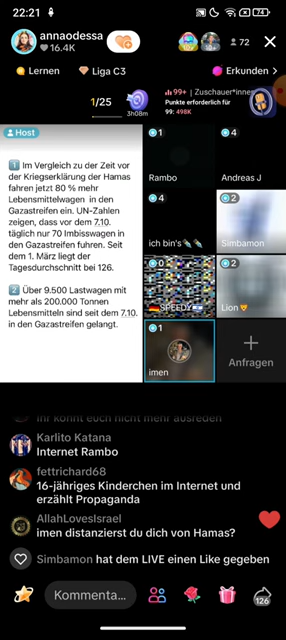 22:21
74
annaodessa
16.4K
72
Lernen
Liga C3
Erkunden
1/25
3h08m
99+ | Zuschauer*innen
Punkte erforderlich für
99: 498K
Host
1 Im Vergleich zu der Zeit vor
der Kriegserklärung der Hamas
fahren jetzt 80 % mehr
Lebensmittelwagen in den
Gazastreifen ein. UN-Zahlen
zeigen, dass vor dem 7.10.
täglich nur 70 Imbisswagen in
den Gazastreifen fuhren. Seit
dem 1. März liegt der
Tagesdurchschnitt bei 126.
2 Über 9.500 Lastwagen mit
mehr als 200.000 Tonnen
Lebensmitteln sind seit dem 7.10.
in den Gazastreifen gelangt.
1
Rambo
4
Andreas J
4
ich bin's
2
Simbamon
0
SPEEDY
2
Lion
1
imen
Anfragen
ihr könnt euch nicht mehr ausreden
Karlito Katana
Internet Rambo
fettrichard68
16-jähriges Kinderchen im Internet und
erzählt Propaganda
AllahLovesIsrael
imen distanzierst du dich von Hamas?
Simbamon hat dem LIVE einen Like gegeben
Kommenta...
126